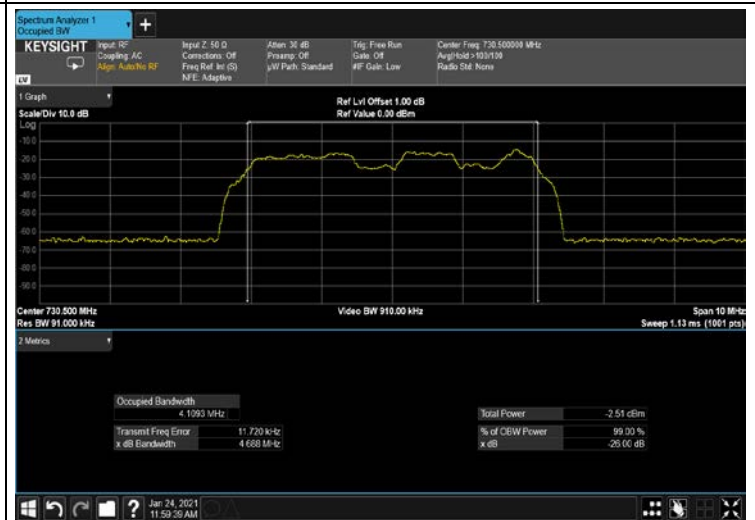 Spectrum Analyzer 1
Occupied BW
+
KEYSIGHT
Input: RF
Coupling: AC
Align: Auto/No RF
Input Z: 50 Ω
Corrections: Off
Freq Ref: Int (S)
NFE: Adaptive
Atten: 30 dB
Preamp: Off
µW Path: Standard
Trig: Free Run
Gate: Off
#IF Gain: Low
Center Freq: 730.500000 MHz
Avg|Hold:>100/100
Radio Std: None
1 Graph
Scale/Div 10.0 dB
Ref Lvl Offset 1.00 dB
Ref Value 0.00 dBm
Log
-10.0
-20.0
-30.0
-40.0
-50.0
-60.0
-70.0
-80.0
-90.0
Center 730.500 MHz
Res BW 91.000 kHz
Video BW 910.00 kHz
Span 10 MHz
Sweep 1.13 ms (1001 pts)
2 Metrics
Occupied Bandwidth
4.1093 MHz
Transmit Freq Error 11.720 kHz
x dB Bandwidth 4.688 MHz
Total Power -2.51 dBm
% of OBW Power 99.00 %
x dB -26.00 dB
?
Jan 24, 2021
11:59:39 AM